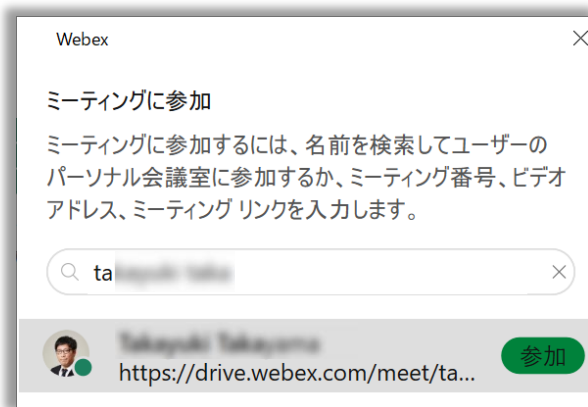 Webex
ミーティングに参加
ミーティングに参加するには、名前を検索してユーザーの
パーソナル会議室に参加するか、ミーティング番号、ビデオ
アドレス、ミーティング リンクを入力します。
ta
https://drive.webex.com/meet/ta...
参加